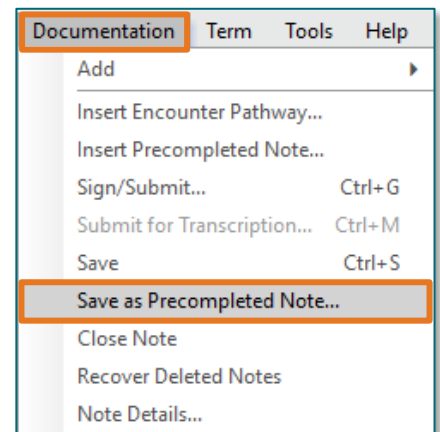 Documentation Term Tools Help
Add
Insert Encounter Pathway...
Insert Precompleted Note...
Sign/Submit... Ctrl+G
Submit for Transcription... Ctrl+M
Save Ctrl+S
Save as Precompleted Note...
Close Note
Recover Deleted Notes
Note Details...